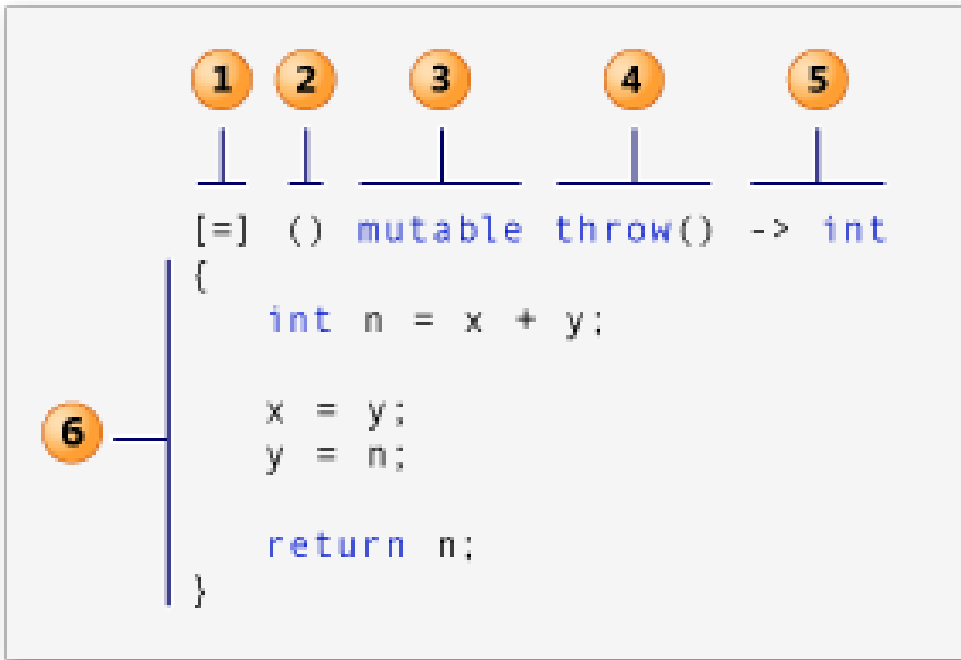 1 2 3 4 5
[=] () mutable throw() -> int
{
int n = x + y;
x = y;
6
y = n;
return n;
}